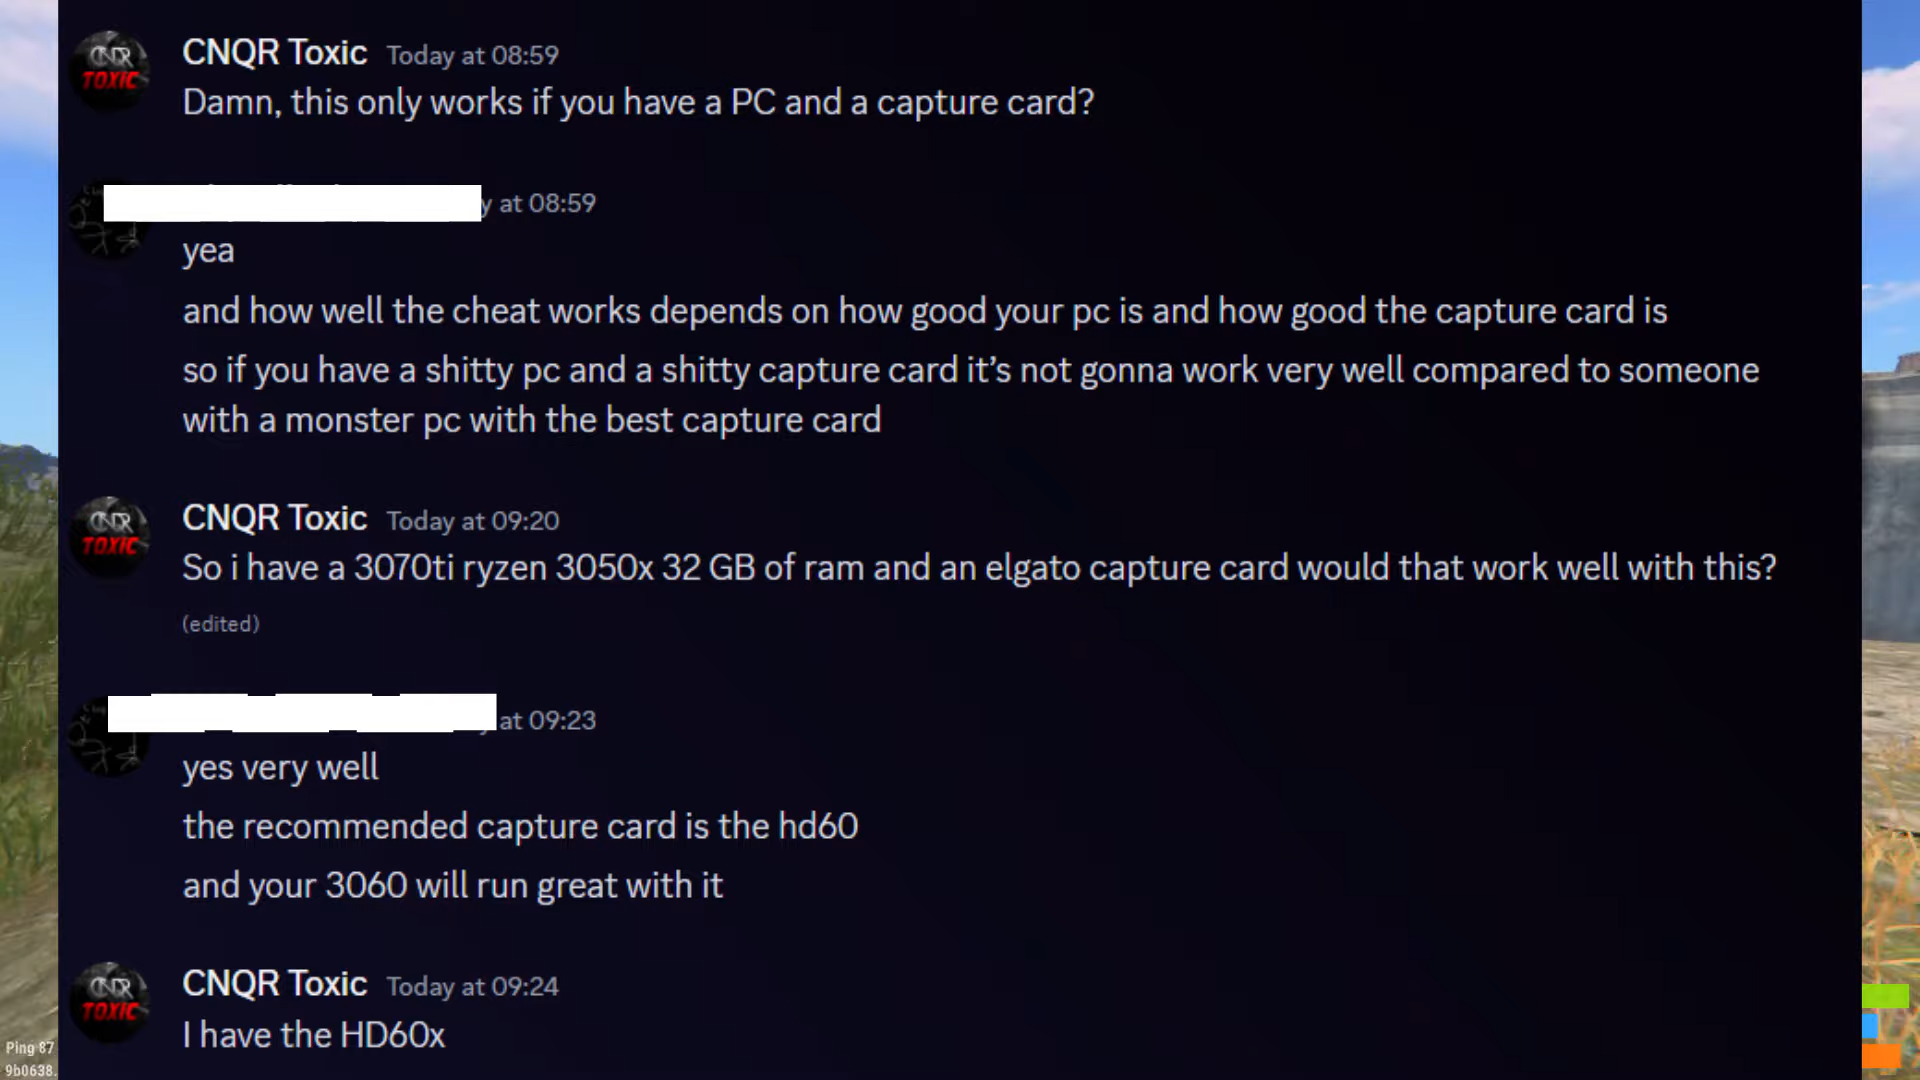 CNQR Toxic Today at 08:59
Damn, this only works if you have a PC and a capture card?
y at 08:59
yea
and how well the cheat works depends on how good your pc is and how good the capture card is
so if you have a shitty pc and a shitty capture card it’s not gonna work very well compared to someone
with a monster pc with the best capture card
CNQR Toxic Today at 09:20
So i have a 3070ti ryzen 3050x 32 GB of ram and an elgato capture card would that work well with this?
(edited)
at 09:23
yes very well
the recommended capture card is the hd60
and your 3060 will run great with it
CNQR Toxic Today at 09:24
I have the HD60x
Ping 87
9b0638.
CNQR
TOXIC
CNQR
TOXIC
CNQR
TOXIC